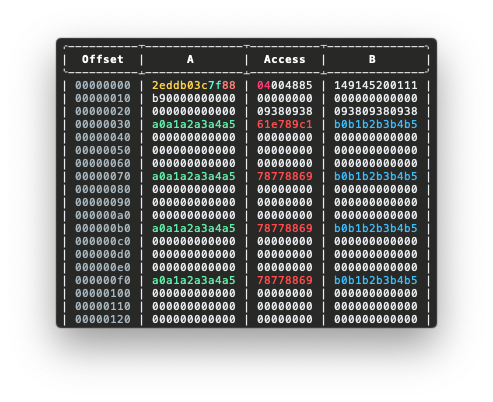 Offset A Access B
00000000 2eddb03c7f88 04004885 149145200111
00000010 b90000000000 00000000 000000000000
00000020 000000000000 09380938 093809380938
00000030 a0a1a2a3a4a5 61e789c1 b0b1b2b3b4b5
00000040 000000000000 00000000 000000000000
00000050 000000000000 00000000 000000000000
00000060 000000000000 00000000 000000000000
00000070 a0a1a2a3a4a5 78778869 b0b1b2b3b4b5
00000080 000000000000 00000000 000000000000
00000090 000000000000 00000000 000000000000
000000a0 000000000000 00000000 000000000000
000000b0 a0a1a2a3a4a5 78778869 b0b1b2b3b4b5
000000c0 000000000000 00000000 000000000000
000000d0 000000000000 00000000 000000000000
000000e0 000000000000 00000000 000000000000
000000f0 a0a1a2a3a4a5 78778869 b0b1b2b3b4b5
00000100 000000000000 00000000 000000000000
00000110 000000000000 00000000 000000000000
00000120 000000000000 00000000 000000000000